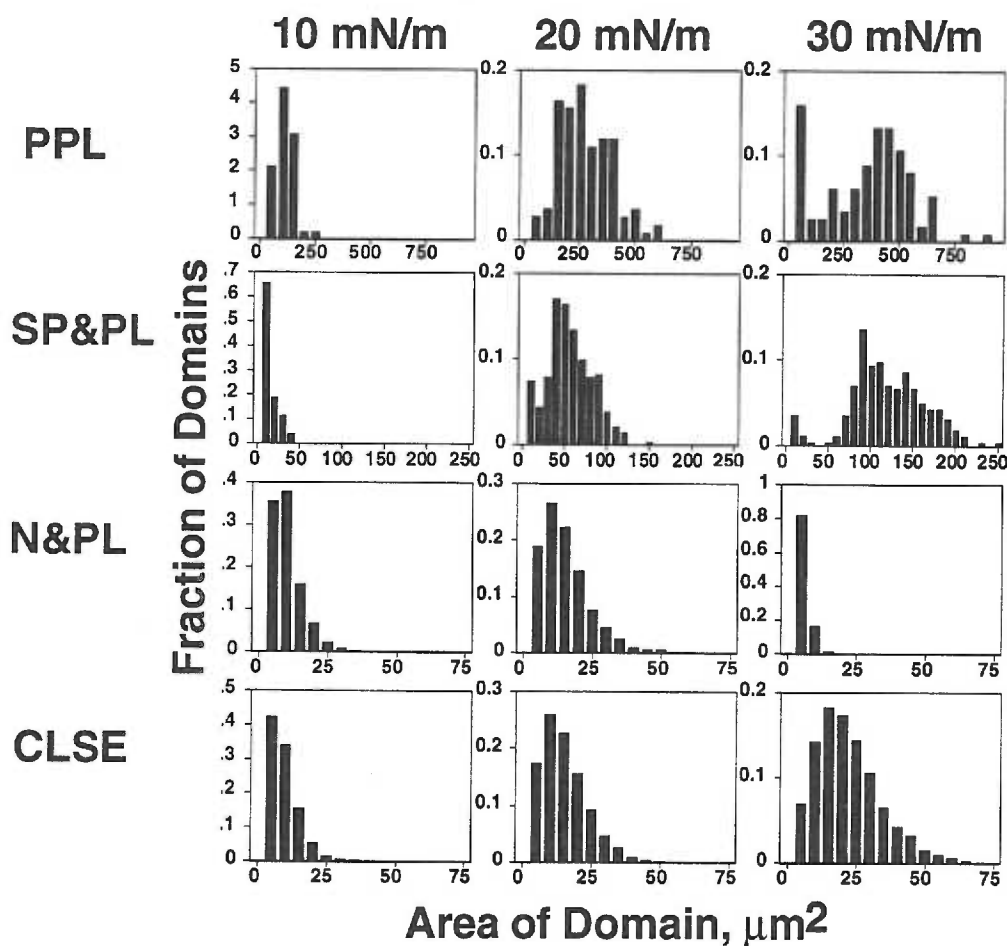 10 mN/m 20 mN/m 30 mN/m
PPL
5 4 3 2 1 0
0 250 500 750
0.2 0.1 0
0 250 500 750
0.2 0.1 0
0 250 500 750
SP&PL
.7 .6 .5 .4 .3 .2 .1 0
0 50 100 150 200 250
0.2 0.1 0
0 50 100 150 200 250
0.2 0.1 0
0 50 100 150 200 250
N&PL
.4 .3 .2 .1 0
0 25 50 75
0.3 0.2 0.1 0
0 25 50 75
1 0.8 0.6 0.4 0.2 0
0 25 50 75
CLSE
.5 .4 .3 .2 .1 0
0 25 50 75
0.3 0.2 0.1 0
0 25 50 75
0.2 0.1 0
0 25 50 75
Fraction of Domains
Area of Domain, μm²